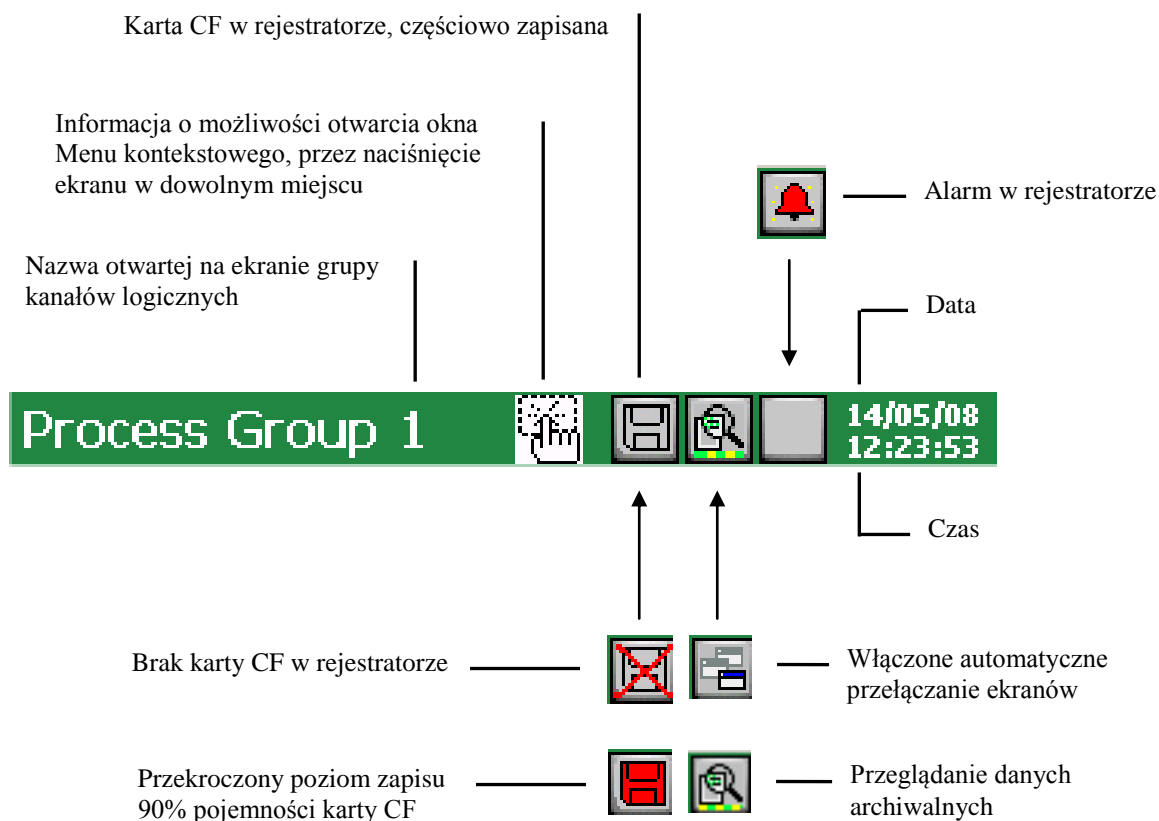 Karta CF w rejestratorze, częściowo zapisana
Informacja o możliwości otwarcia okna
Menu kontekstowego, przez naciśnięcie
ekranu w dowolnym miejscu
Alarm w rejestratorze
Nazwa otwartej na ekranie grupy
kanałów logicznych
Data
Process Group 1
14/05/08
12:23:53
Czas
Brak karty CF w rejestratorze
Włączone automatyczne
przełączanie ekranów
Przekroczony poziom zapisu
90% pojemności karty CF
Przeglądanie danych
archiwalnych